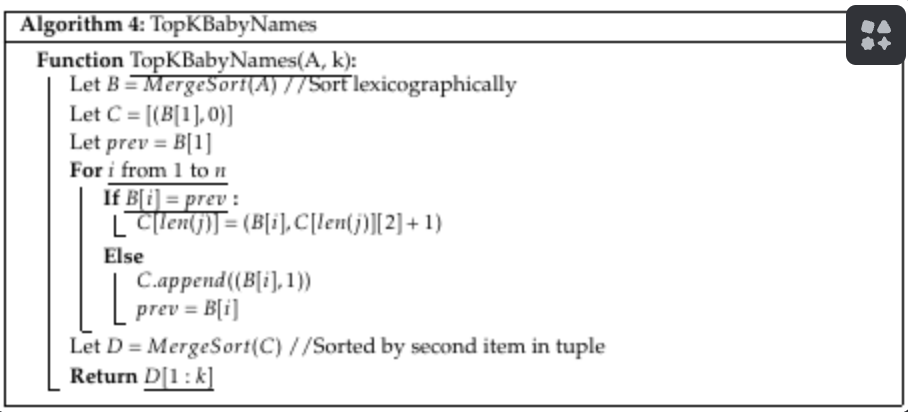 Algorithm 4: TopKBabyNames
Function TopKBabyNames(A, k):
Let B = MergeSort(A) //Sort lexicographically
Let C = [(B[1],0)]
Let prev = B[1]
For i from 1 to n
If B[i] = prev :
C[len(j)] = (B[i],C[len(j)][2] + 1)
Else
C.append((B[i],1))
prev = B[i]
Let D = MergeSort(C) //Sorted by second item in tuple
Return D[1 : k]